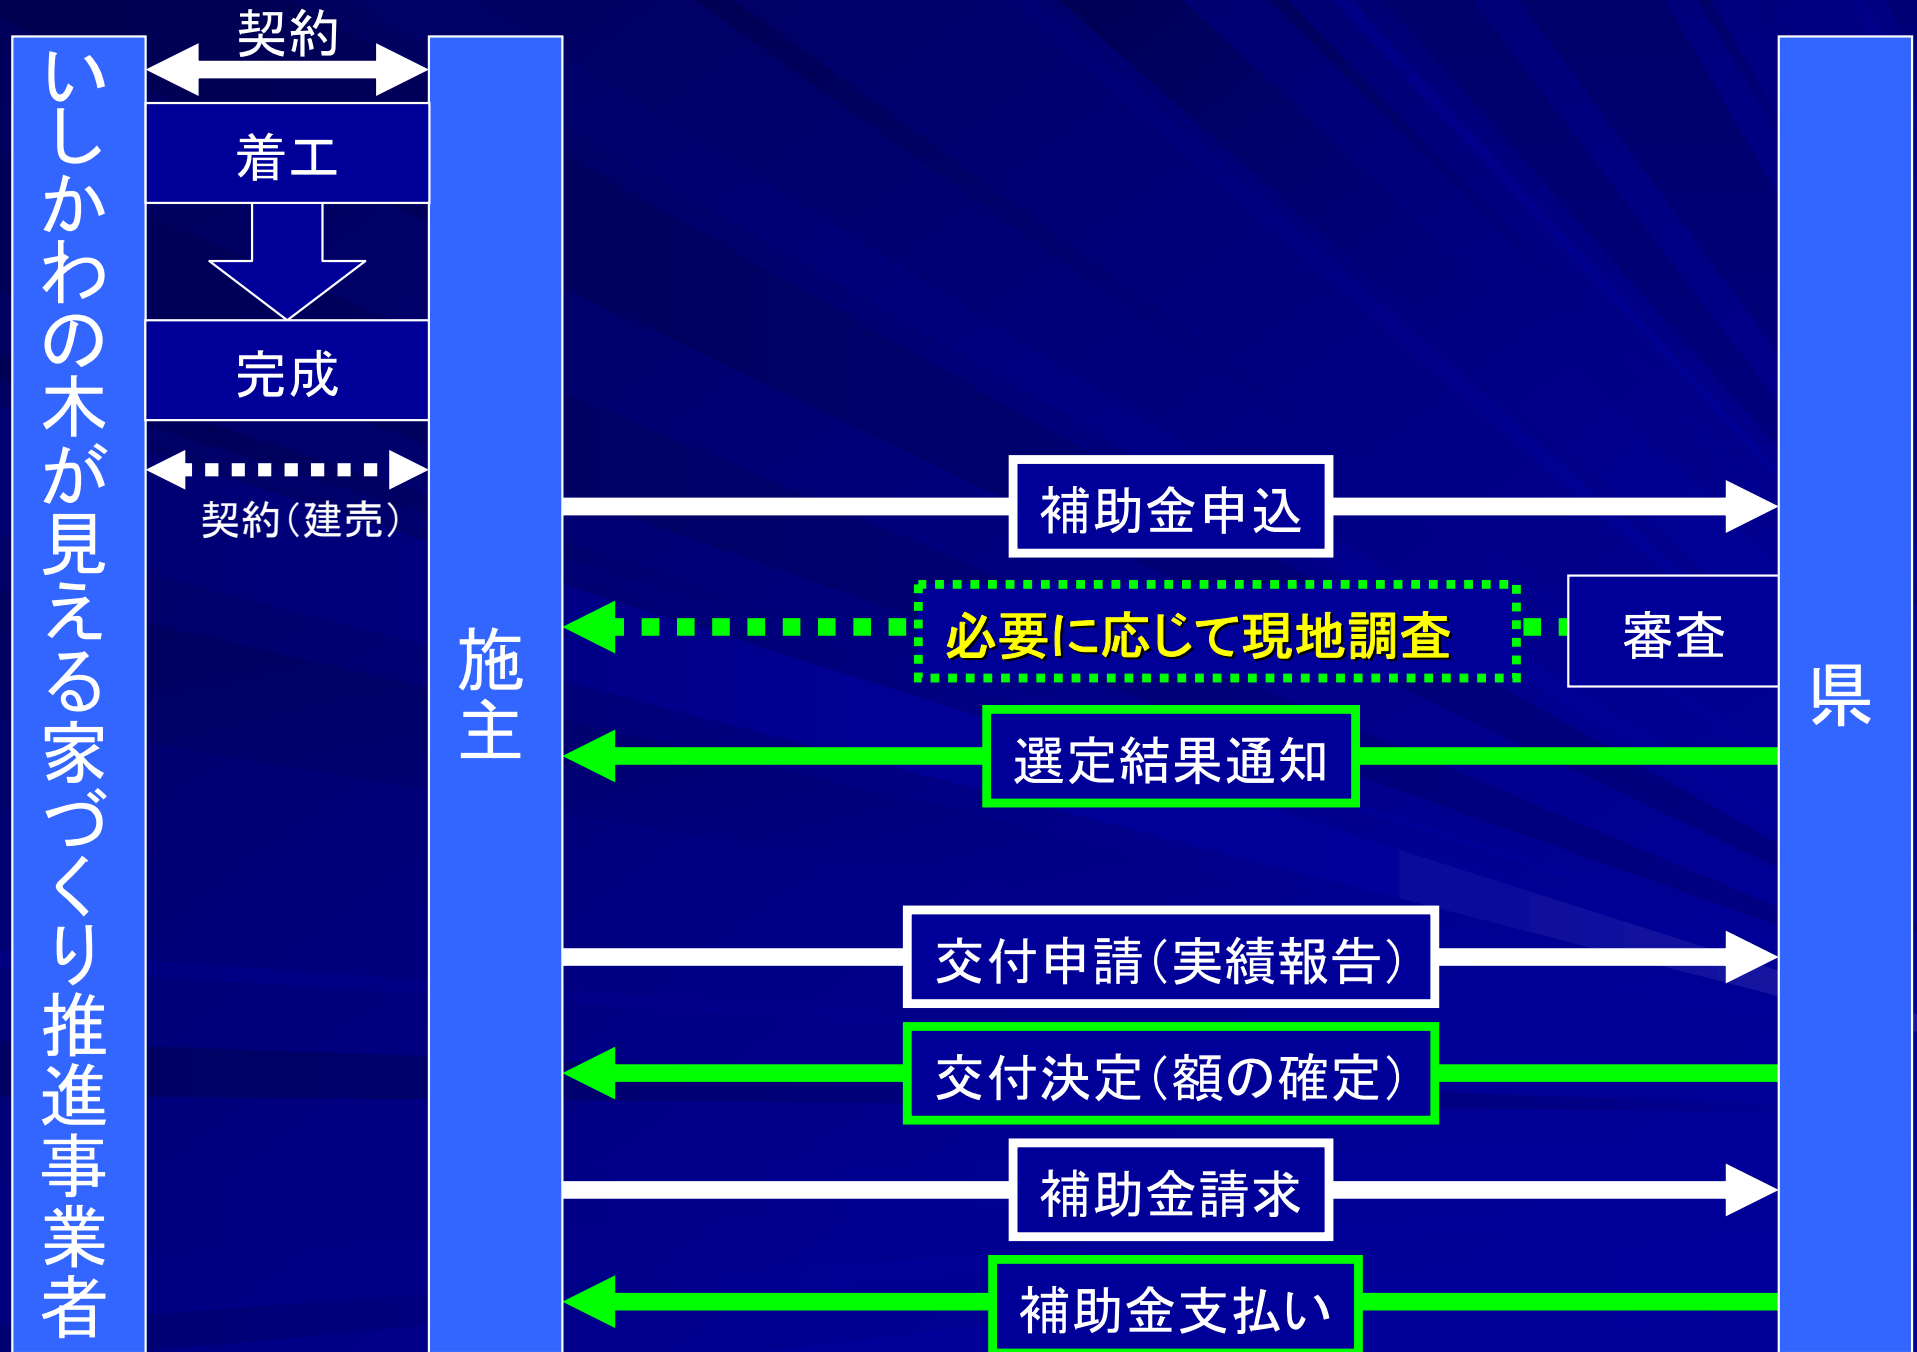 いしかわの木が見える家づくり推進事業者
契約
着工
完成
契約（建売）
施主
補助金申込
必要に応じて現地調査
審査
選定結果通知
交付申請（実績報告）
交付決定（額の確定）
補助金請求
補助金支払い
県